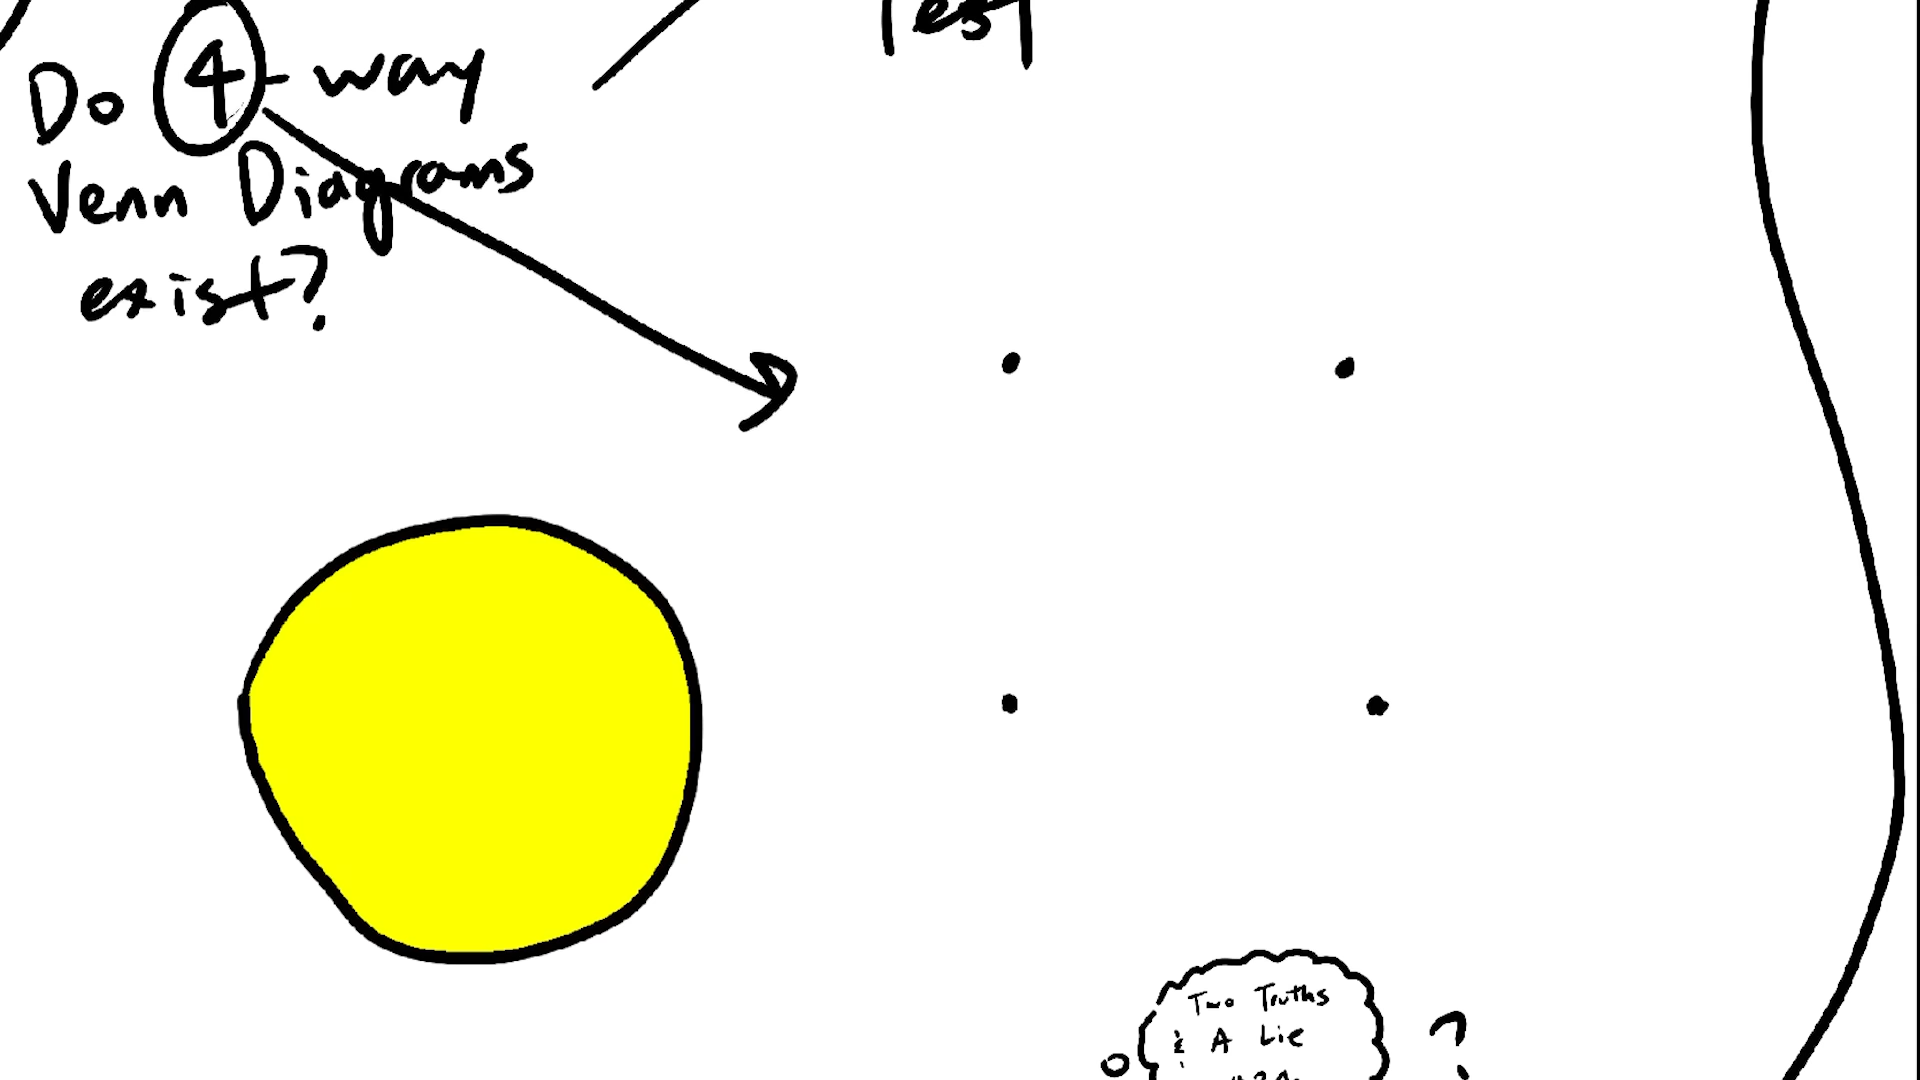 Test
Do 4-way
Venn Diagrams
exist?
Two Truths
& A Lie
?